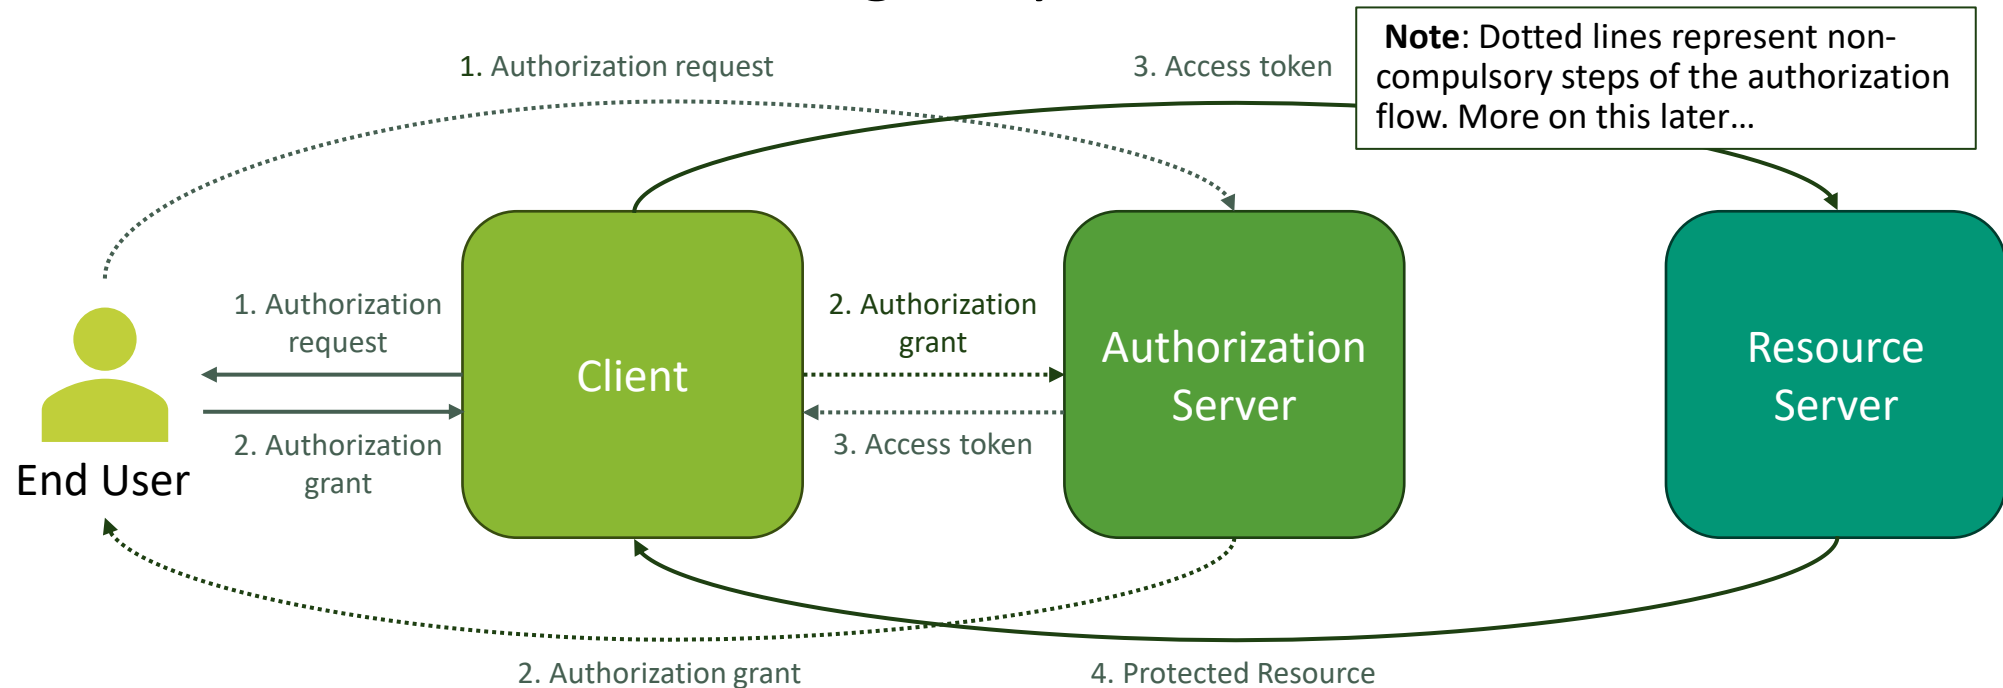 Note: Dotted lines represent non-
compulsory steps of the authorization
flow. More on this later…
1. Authorization request
3. Access token
1. Authorization
request
2. Authorization
grant
Client
2. Authorization
grant
3. Access token
Authorization
Server
Resource
Server
End User
2. Authorization grant
4. Protected Resource